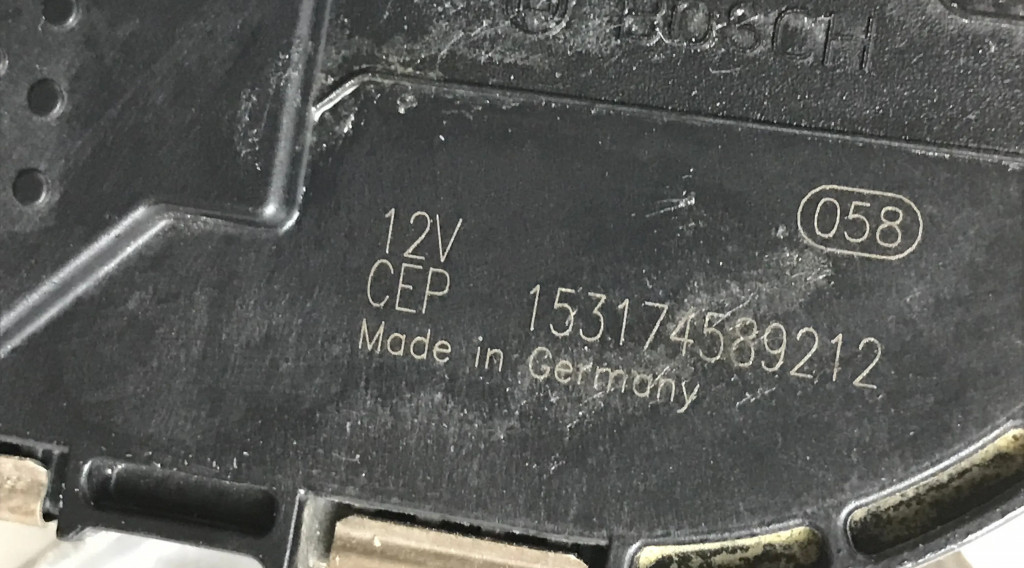 BOSCH
058
12V
CEP 153174589212
Made in Germany